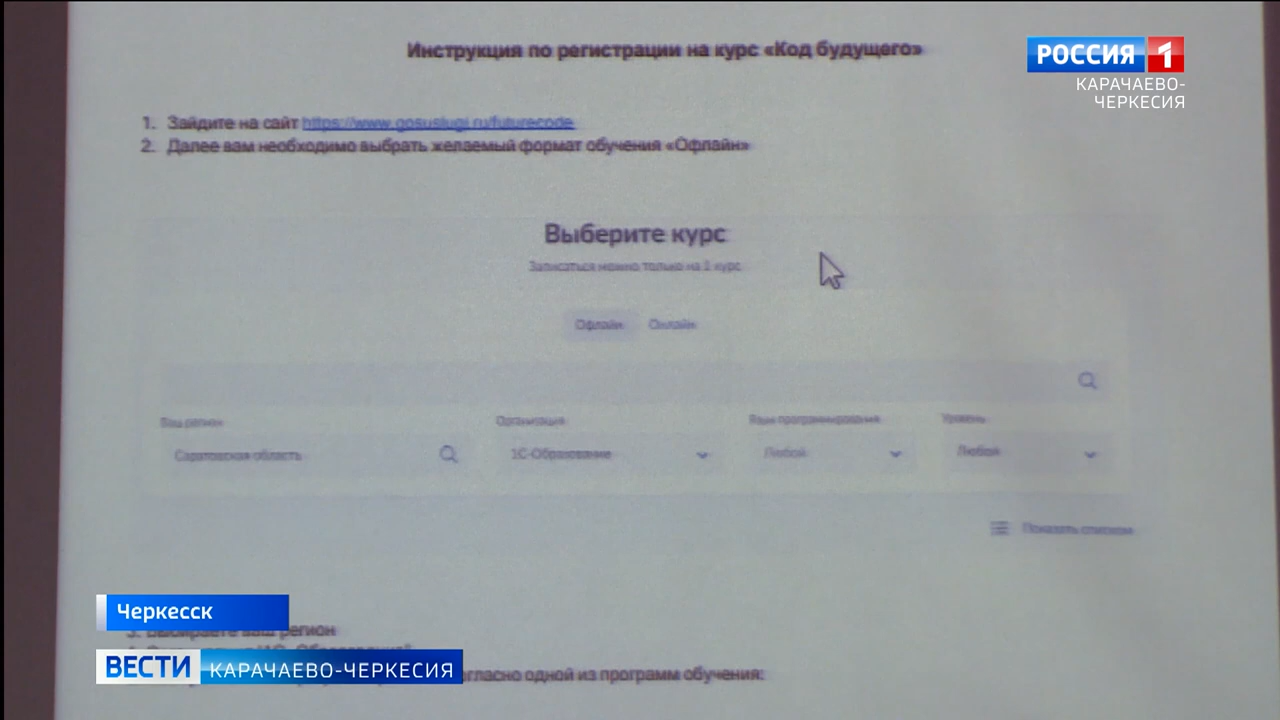 Инструкция по регистрации на курс «Код будущего»
РОССИЯ 1
КАРАЧАЕВО-
ЧЕРКЕСИЯ
1. Зайдите на сайт https://www.gosuslugi.ru/futurecode
2. Далее вам необходимо выбрать желаемый формат обучения «Офлайн»
Выберите курс
Записаться можно только на 1 курс
Офлайн Онлайн
Ваш регион Организация Язык программирования Уровень
Саратовская область 1С-Образование Любой Любой
Показать списком
Черкесск
3. Выбираете ваш регион
ВЕСТИ КАРАЧАЕВО-ЧЕРКЕСИЯ
согласно одной из программ обучения: